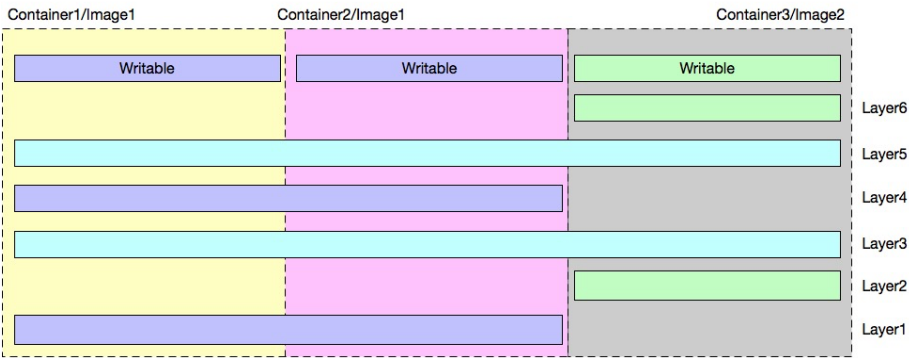 Container1/Image1 Container2/Image1 Container3/Image2
Writable Writable Writable
Layer6
Layer5
Layer4
Layer3
Layer2
Layer1